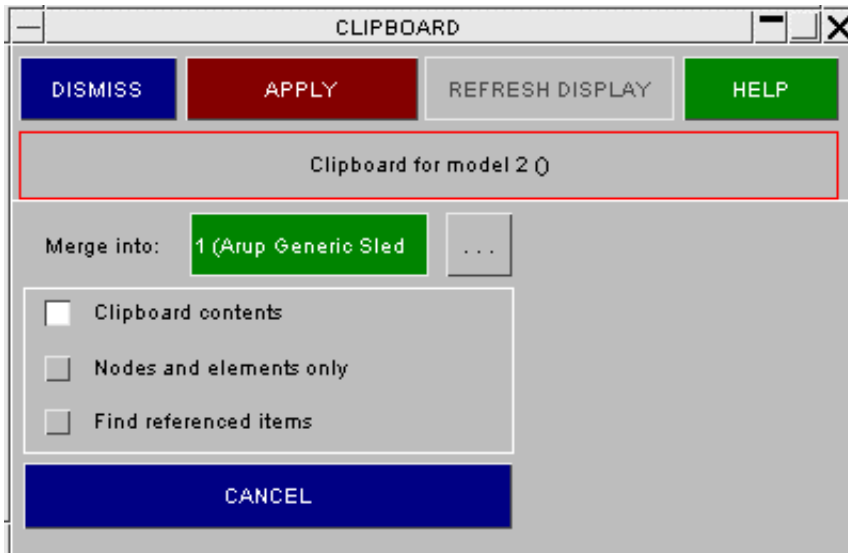 CLIPBOARD
DISMISS APPLY REFRESH DISPLAY HELP
Clipboard for model 2 ()
Merge into: 1 (Arup Generic Sled ...
Clipboard contents
Nodes and elements only
Find referenced items
CANCEL